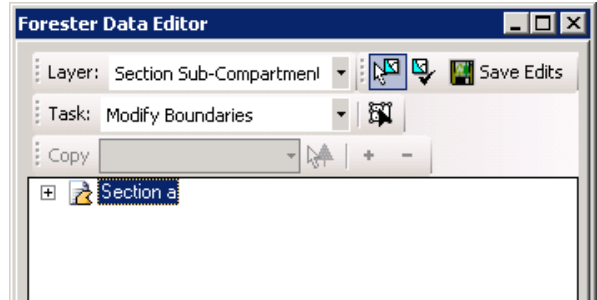 Forester Data Editor
Layer: Section Sub-Compartment Save Edits
Task: Modify Boundaries
Copy
Section a